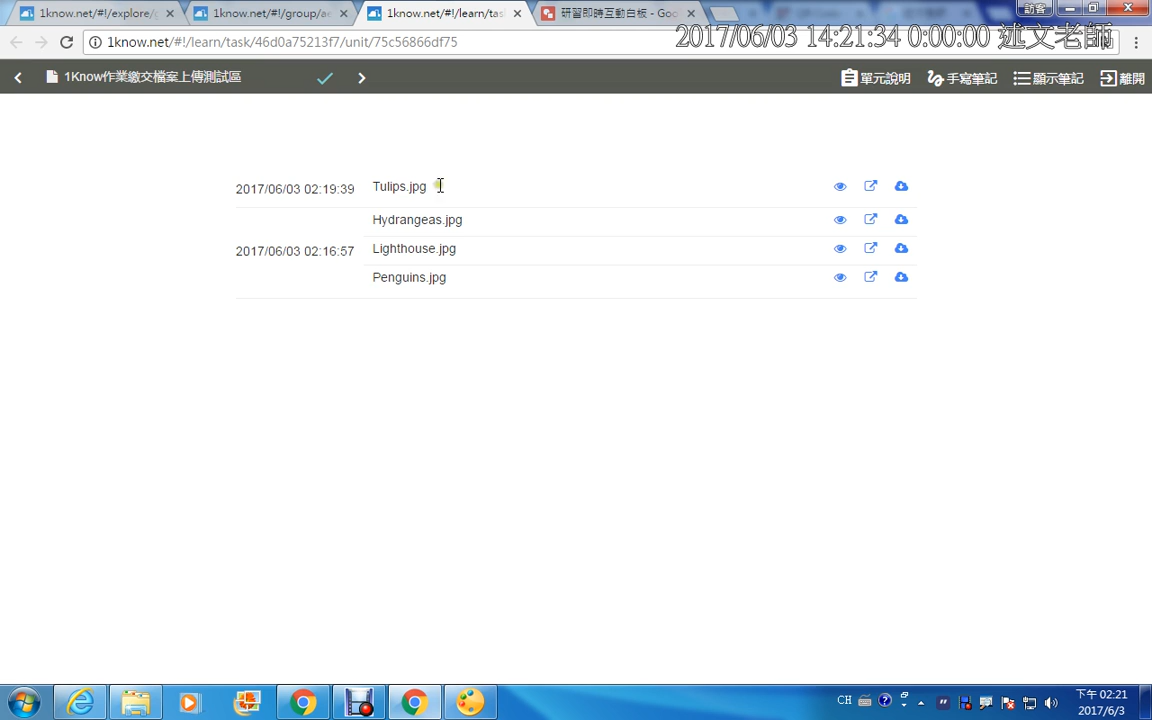 1know.net/#!/explore/g
1know.net/#!/group/ae
1know.net/#!/learn/tas
研習即時互動白板 - Goo
訪客
1know.net/#!/learn/task/46d0a75213f7/unit/75c56866df75
2017/06/03 14:21:34 0:00:00 述文老師
1Know作業繳交檔案上傳測試區
單元說明
手寫筆記
顯示筆記
離開
2017/06/03 02:19:39
Tulips.jpg
Hydrangeas.jpg
2017/06/03 02:16:57
Lighthouse.jpg
Penguins.jpg
CH
下午 02:21
2017/6/3